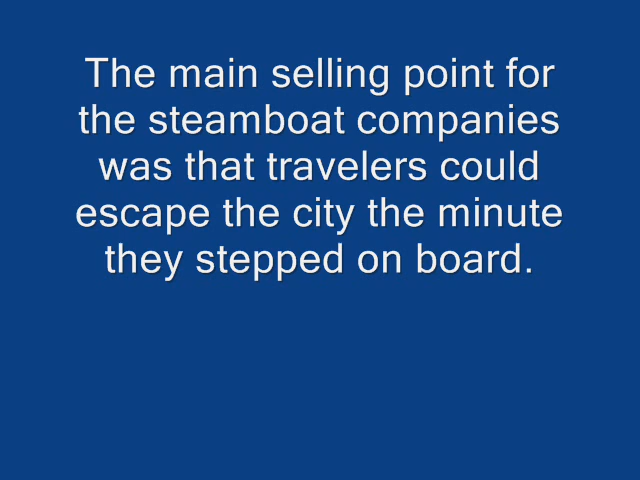 The main selling point for
the steamboat companies
was that travelers could
escape the city the minute
they stepped on board.